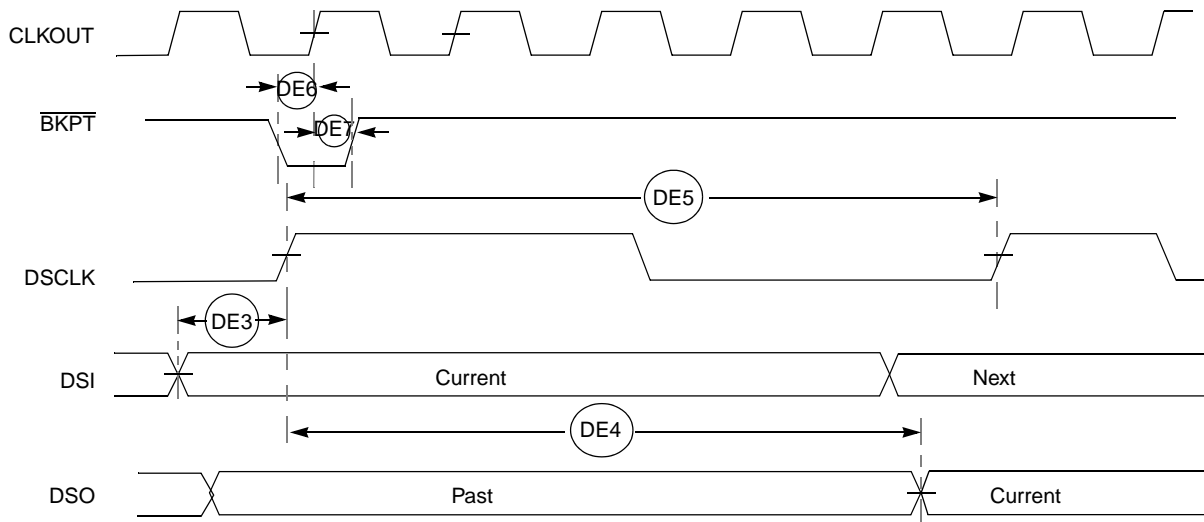 CLKOUT
DE6
BKPT
DE7
DE5
DSCLK
DE3
DSI
Current
Next
DE4
DSO
Past
Current